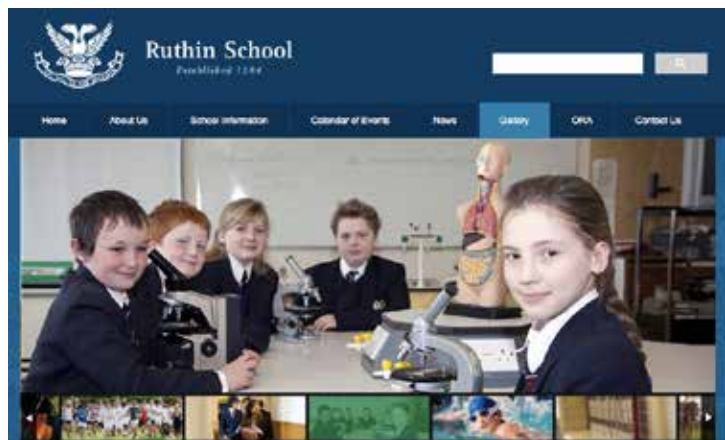 Ruthin School
Established 1284
Home About Us School Information Calendar of Events News Gallery ORA Contact Us